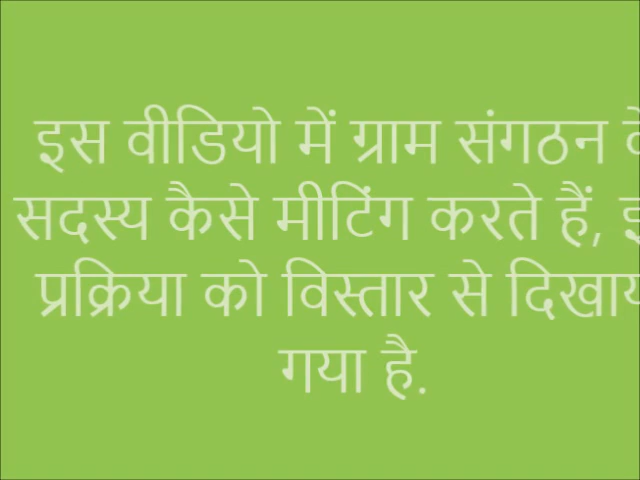 इस वीडियो में ग्राम संगठन
सदस्य कैसे मीटिंग करते हैं,
प्रक्रिया को विस्तार से
गया है.